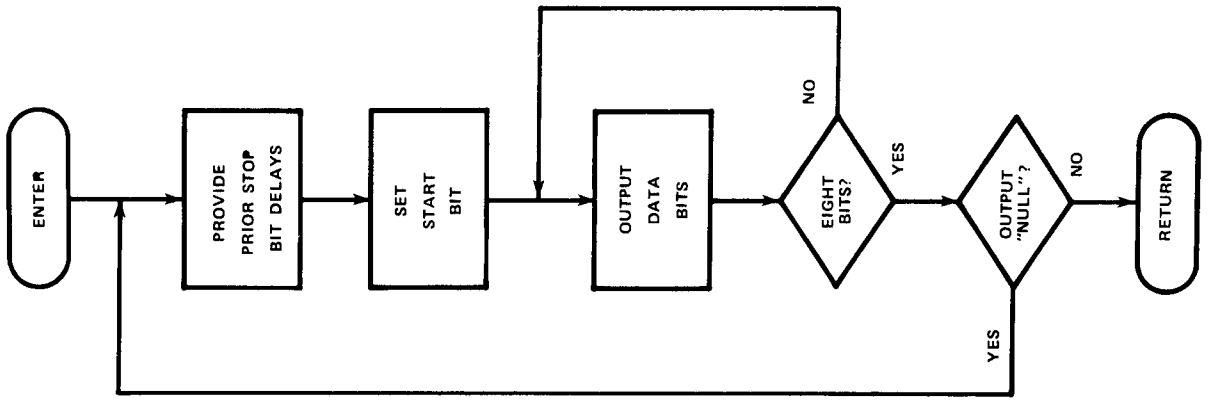 ENTER
PROVIDE
PRIOR STOP
BIT DELAYS
SET
START
BIT
OUTPUT
DATA
BITS
EIGHT
BITS?
NO
YES
OUTPUT
"NULL"?
YES
NO
RETURN